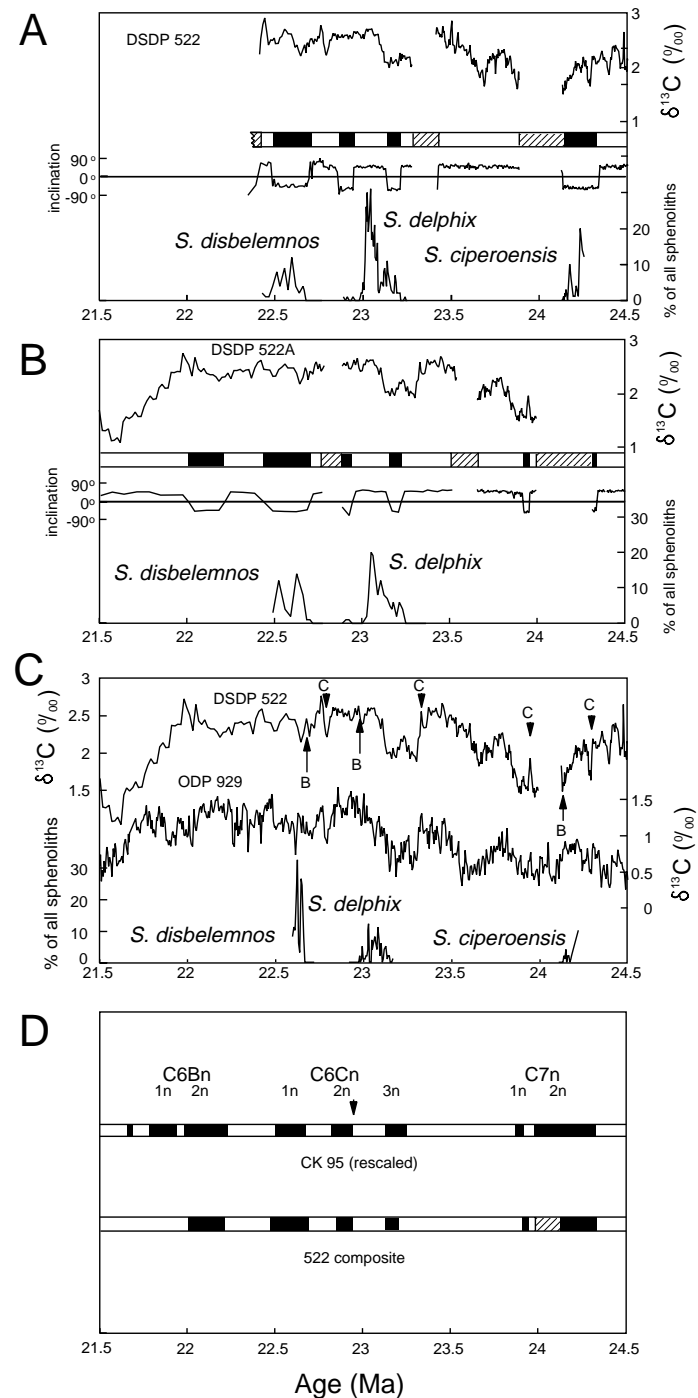 A
DSDP 522
3
2
1
δ13C (‰)
inclination
90 o
0 o
-90 o
S. disbelemnos
S. delphix
S. ciperoensis
20
10
0
% of all sphenoliths
21.5 22 22.5 23 23.5 24 24.5
B
DSDP 522A
3
2
1
δ13C (‰)
inclination
90o
0o
-90o
S. disbelemnos
S. delphix
30
20
10
0
% of all sphenoliths
21.5 22 22.5 23 23.5 24 24.5
C
3
2.5
2
1.5
δ13C (‰)
DSDP 522
C C C C
B B B
ODP 929
1.5
1
0.5
0
δ13C (‰)
30
20
10
0
% of all sphenoliths
S. disbelemnos
S. delphix
S. ciperoensis
21.5 22 22.5 23 23.5 24 24.5
D
C6Bn C6Cn C7n
1n 2n 1n 2n 3n 1n 2n
CK 95 (rescaled)
522 composite
21.5 22 22.5 23 23.5 24 24.5
Age (Ma)